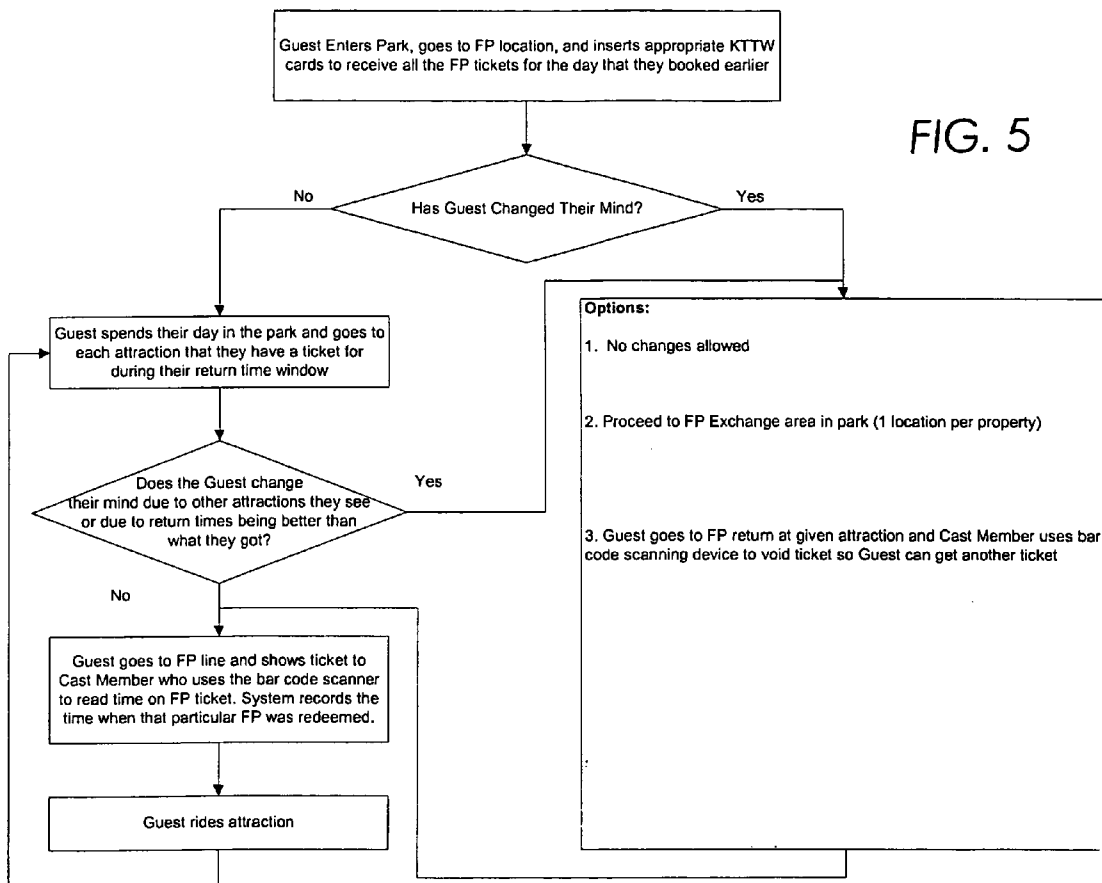 Guest Enters Park, goes to FP location, and inserts appropriate KTTW
cards to receive all the FP tickets for the day that they booked earlier
FIG. 5
No
Yes
Has Guest Changed Their Mind?
Guest spends their day in the park and goes to
each attraction that they have a ticket for
during their return time window
Options:
1. No changes allowed
2. Proceed to FP Exchange area in park (1 location per property)
3. Guest goes to FP return at given attraction and Cast Member uses bar
code scanning device to void ticket so Guest can get another ticket
Does the Guest change
their mind due to other attractions they see
or due to return times being better than
what they got?
Yes
No
Guest goes to FP line and shows ticket to
Cast Member who uses the bar code scanner
to read time on FP ticket. System records the
time when that particular FP was redeemed.
Guest rides attraction